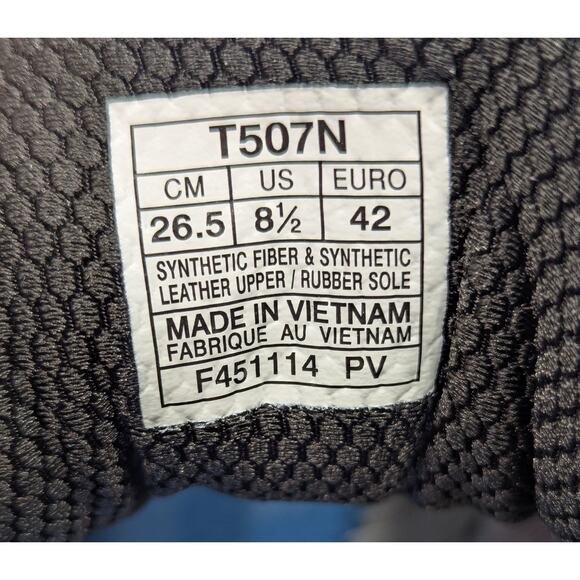 T507N
CM US EURO
26.5 8½ 42
SYNTHETIC FIBER & SYNTHETIC
LEATHER UPPER / RUBBER SOLE
MADE IN VIETNAM
FABRIQUE AU VIETNAM
F451114 PV